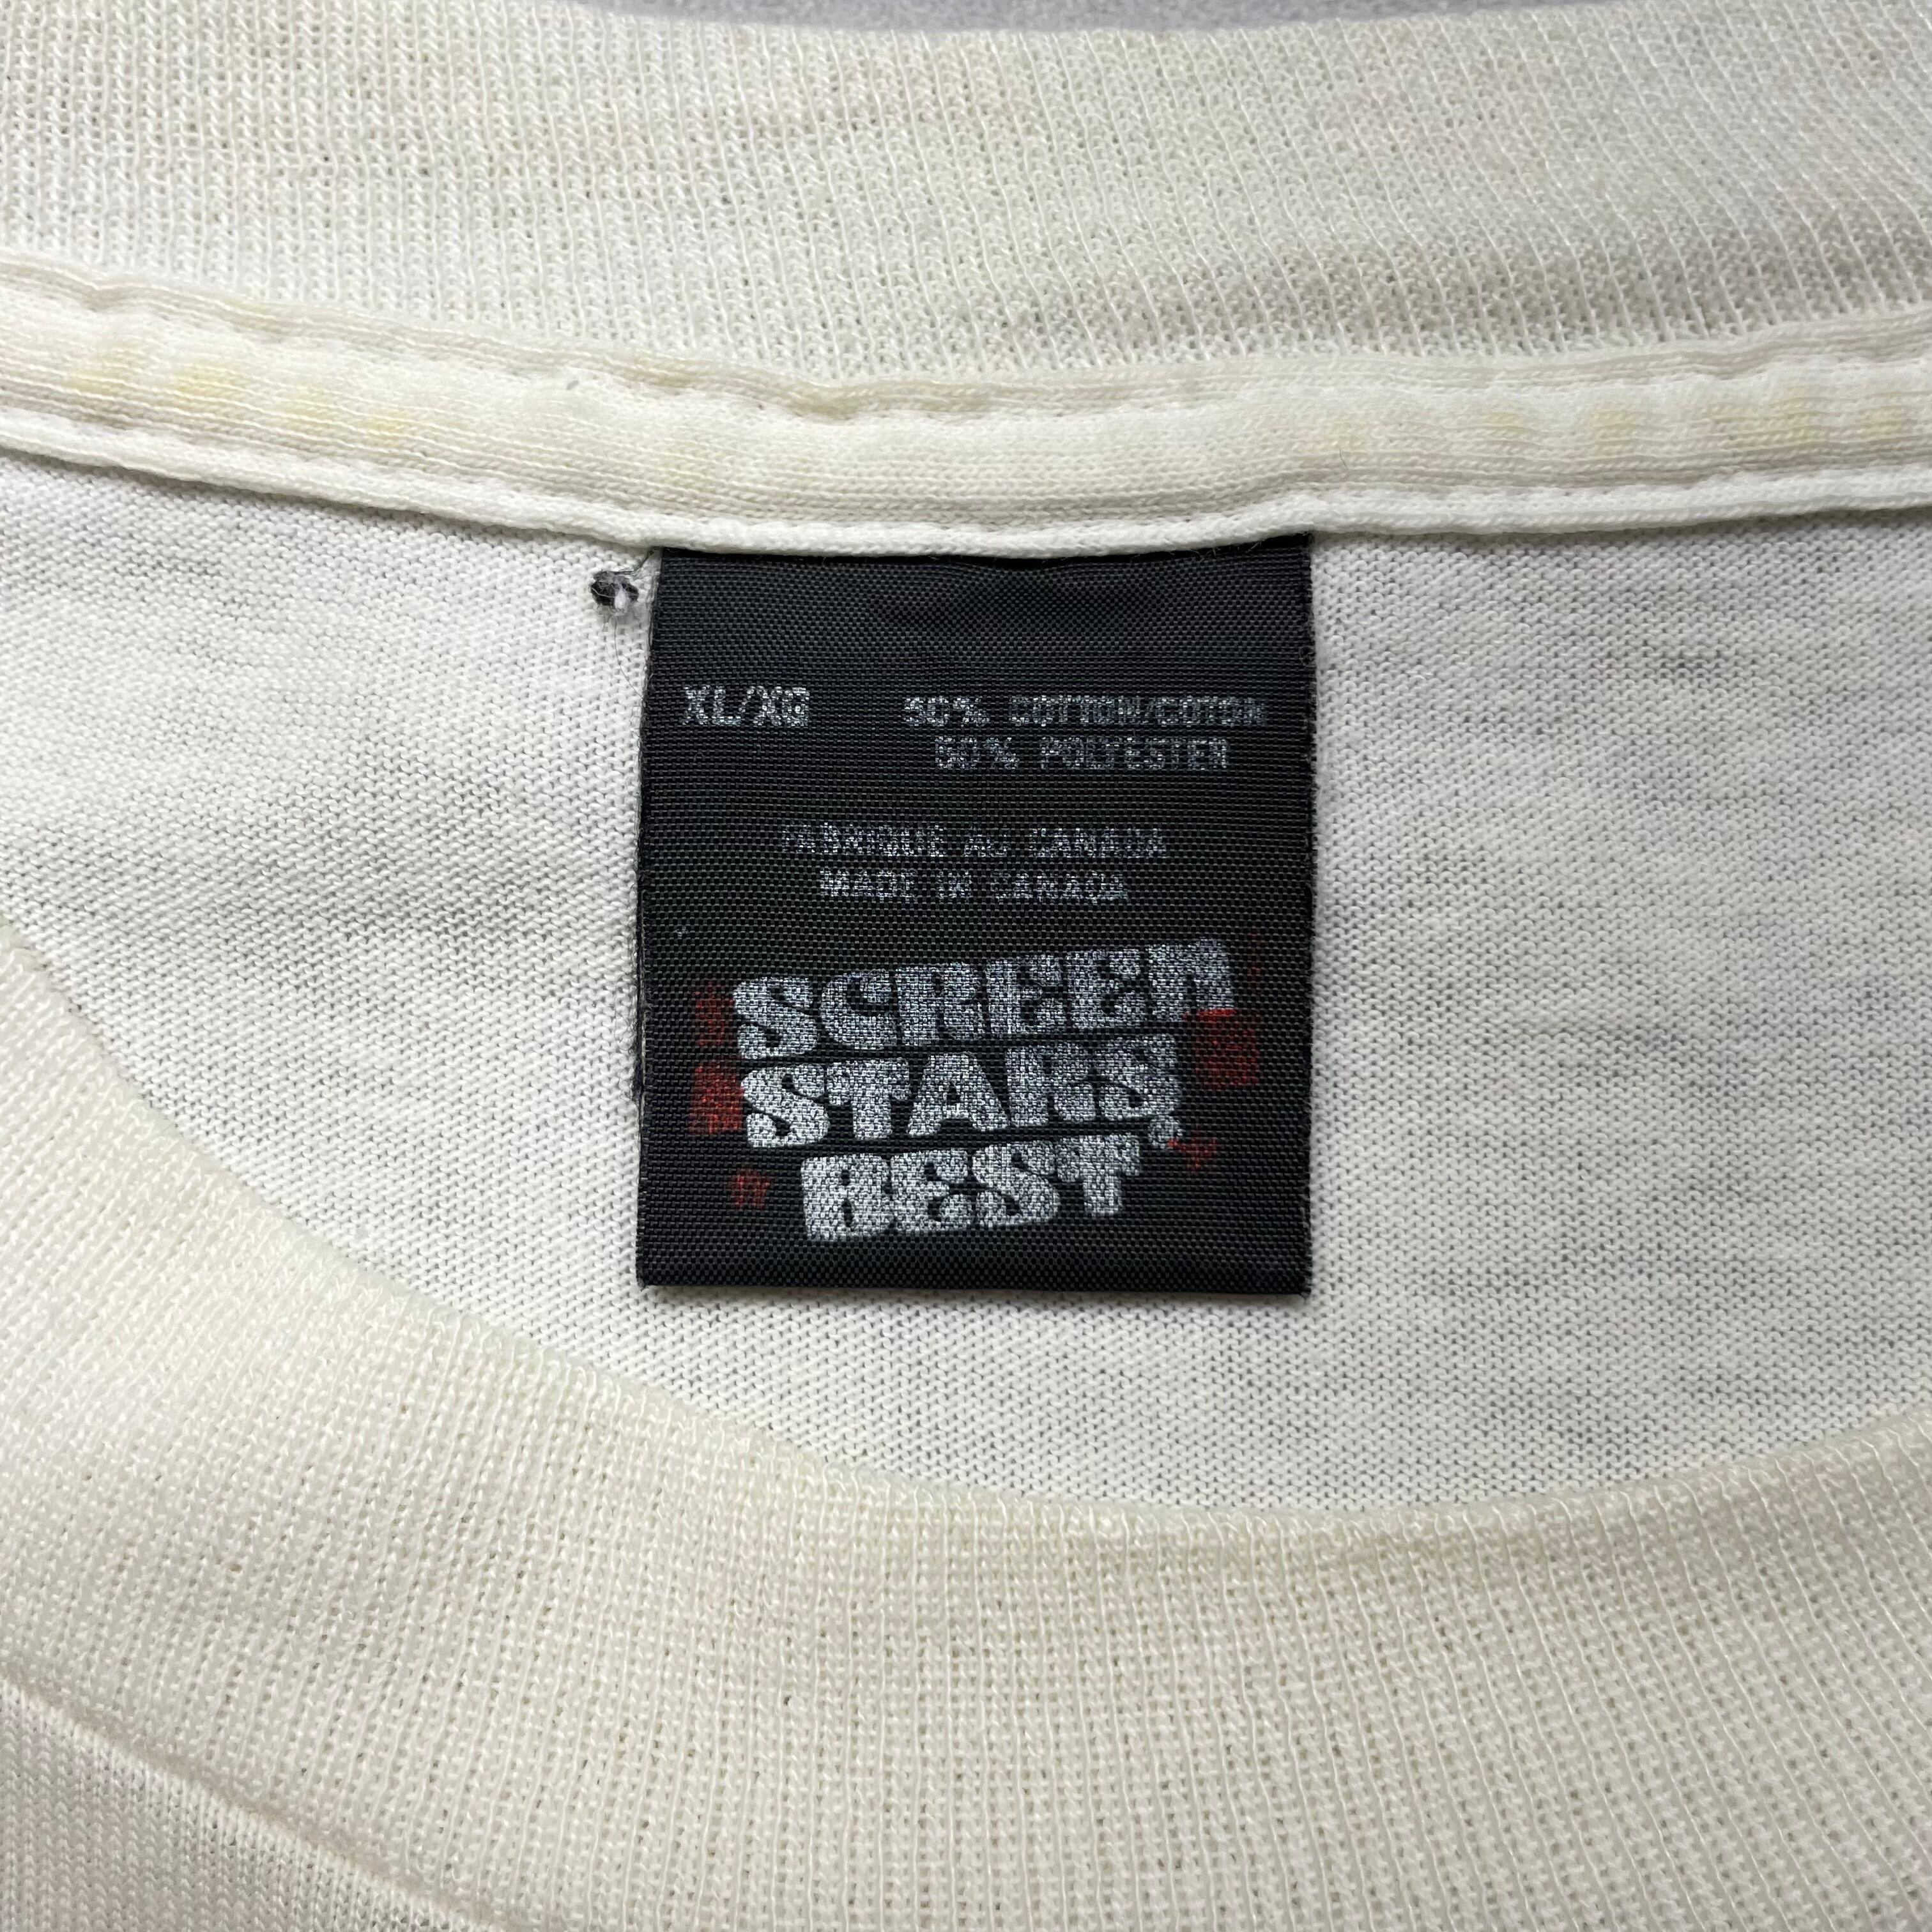 XL/XG 50% COTTON/COTON
50% POLYESTER
FABRIQUE AU CANADA
MADE IN CANADA
SCREEN
STARS
BEST